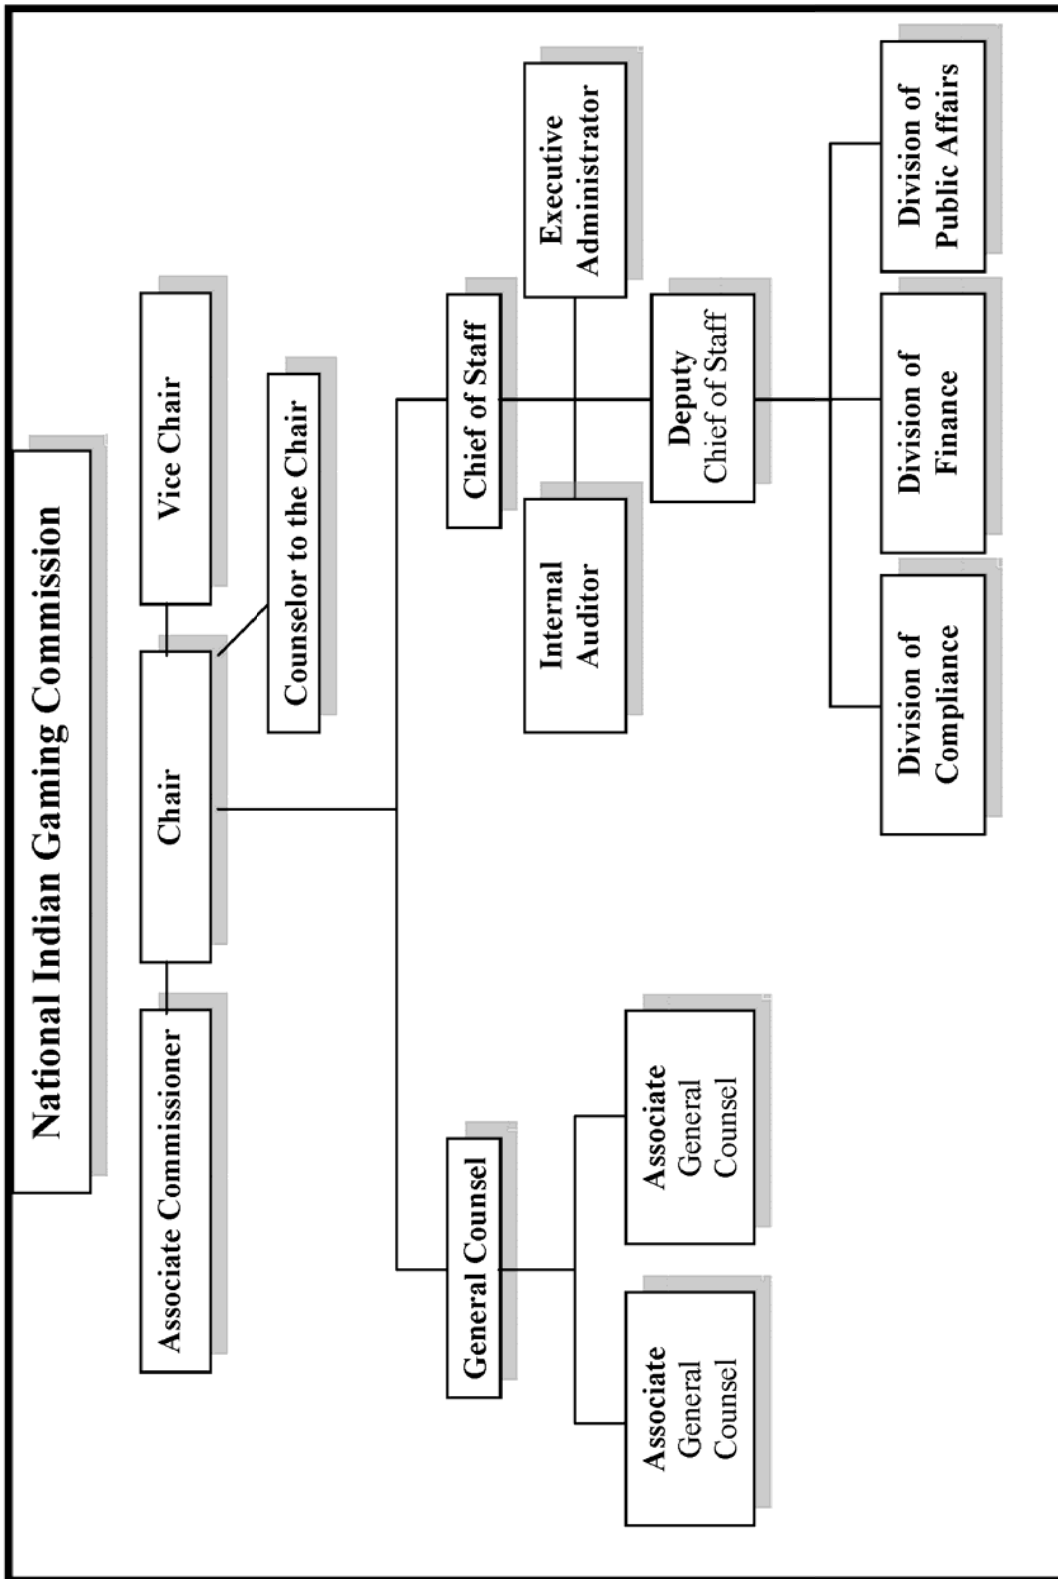 National Indian Gaming Commission
Associate Commissioner
Chair
Vice Chair
Counselor to the Chair
General Counsel
Chief of Staff
Internal
Auditor
Executive
Administrator
Associate
General
Counsel
Associate
General
Counsel
Deputy
Chief of Staff
Division of
Compliance
Division of
Finance
Division of
Public Affairs